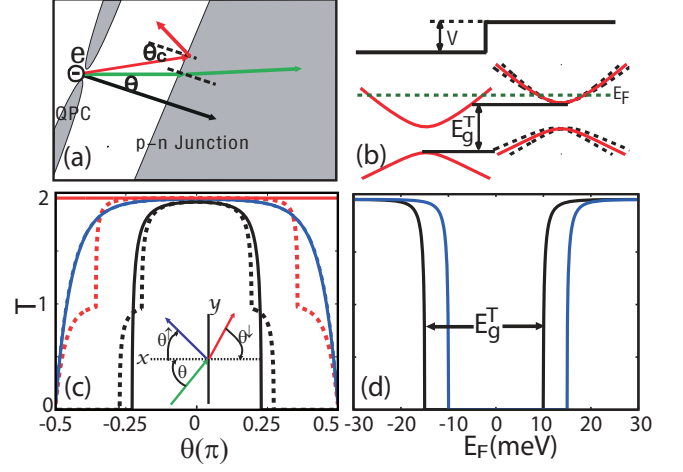 e
θc
θ
QPC
p-n Junction
(a)
V
E_F
E_g^T
(b)
T
2
1
0
y
x
θ↑
θ↓
θ
(c)
-0.5 -0.25 0 0.25 0.5
θ(π)
E_g^T
(d)
-30 -20 -10 0 10 20 30
E_F(meV)